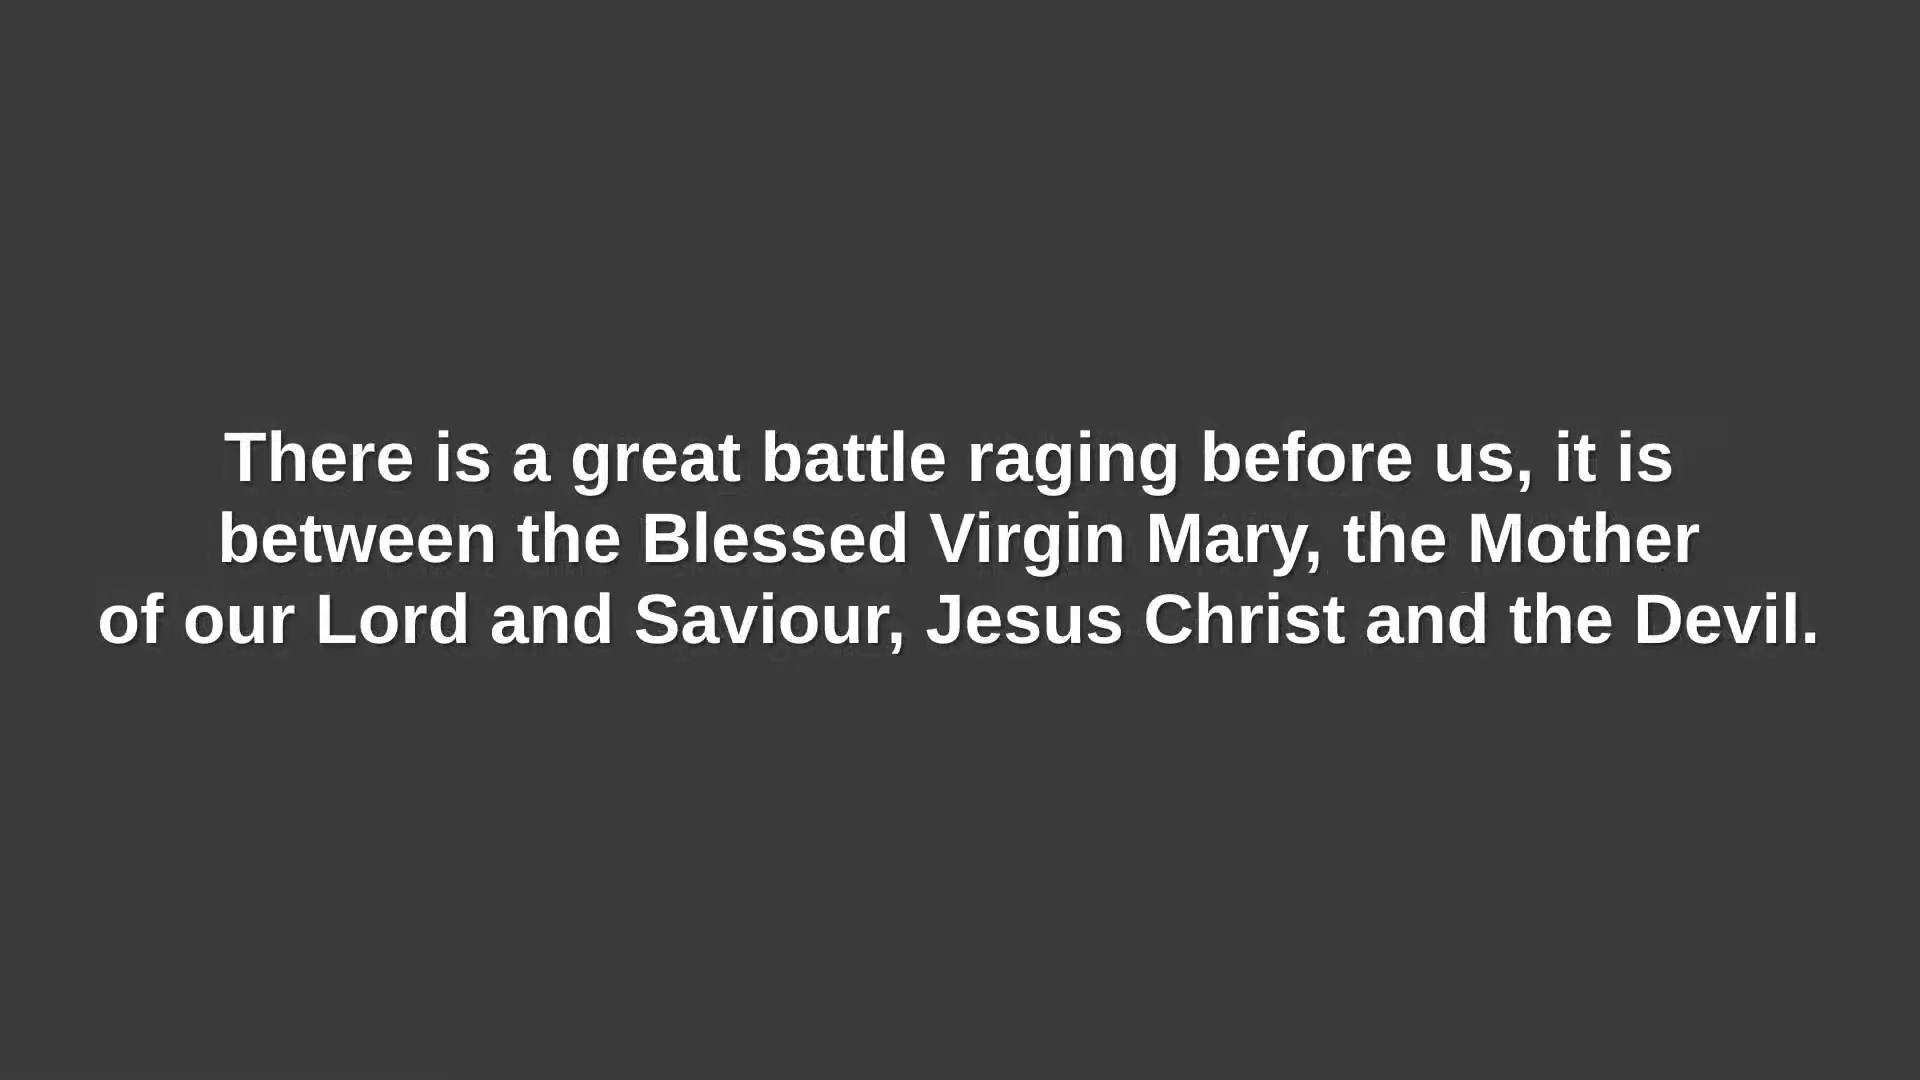 There is a great battle raging before us, it is
between the Blessed Virgin Mary, the Mother
of our Lord and Saviour, Jesus Christ and the Devil.